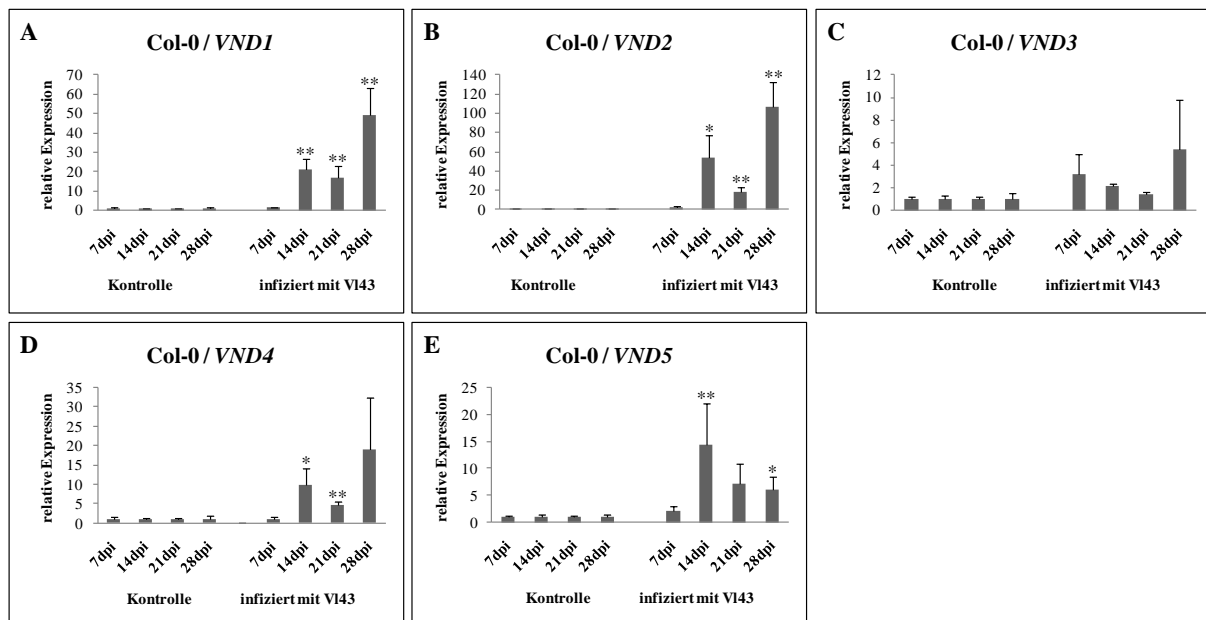 A
Col-0 / VND1
relative Expression
70
60
50
40
30
20
10
0
** ** **
7dpi 14dpi 21dpi 28dpi 7dpi 14dpi 21dpi 28dpi
Kontrolle infiziert mit Vl43
B
Col-0 / VND2
relative Expression
140
120
100
80
60
40
20
0
* ** **
7dpi 14dpi 21dpi 28dpi 7dpi 14dpi 21dpi 28dpi
Kontrolle infiziert mit Vl43
C
Col-0 / VND3
relative Expression
12
10
8
6
4
2
0
7dpi 14dpi 21dpi 28dpi 7dpi 14dpi 21dpi 28dpi
Kontrolle infiziert mit Vl43
D
Col-0 / VND4
relative Expression
35
30
25
20
15
10
5
0
* **
7dpi 14dpi 21dpi 28dpi 7dpi 14dpi 21dpi 28dpi
Kontrolle infiziert mit Vl43
E
Col-0 / VND5
relative Expression
25
20
15
10
5
0
** *
7dpi 14dpi 21dpi 28dpi 7dpi 14dpi 21dpi 28dpi
Kontrolle infiziert mit Vl43